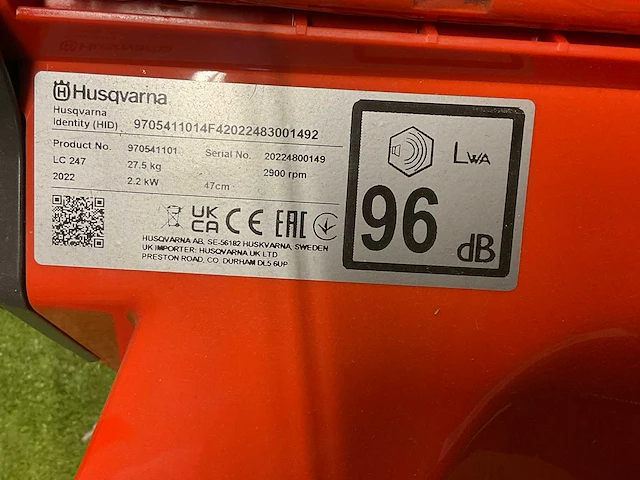 Husqvarna
Husqvarna
Identity (HID) 9705411014F42022483001492
Product No. 970541101 Serial No. 20224800149
LC 247 27.5 kg 2900 rpm
2022 2.2 kW 47cm
UK CA CE EAC
HUSQVARNA AB, SE-56182 HUSKVARNA, SWEDEN
UK IMPORTER: HUSQVARNA UK LTD
PRESTON ROAD, CO. DURHAM DL5 6UP
LWA
96 dB